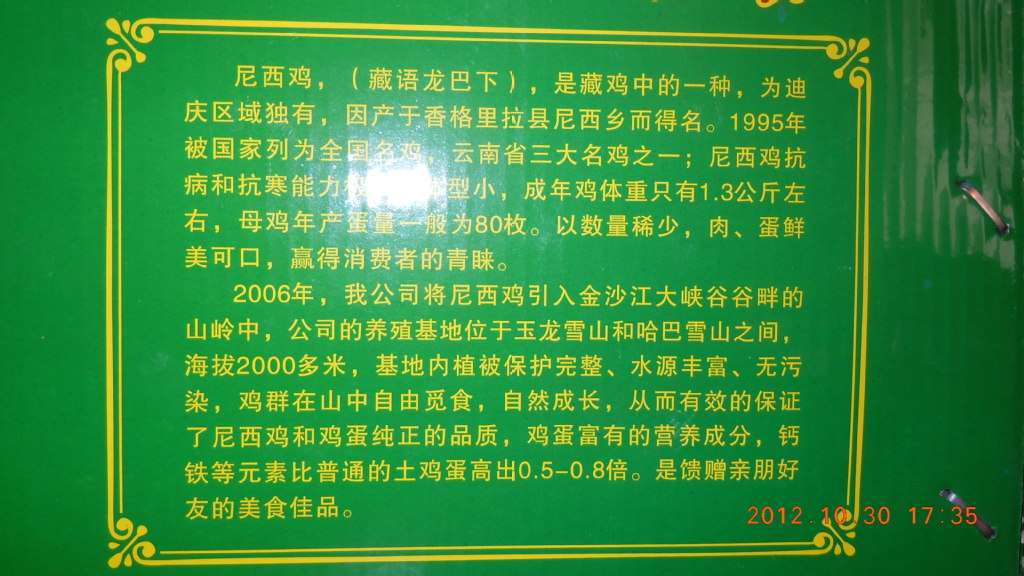 尼西鸡，（藏语龙巴下），是藏鸡中的一种，为迪
庆区域独有，因产于香格里拉县尼西乡而得名。1995年
被国家列为全国名鸡，云南省三大名鸡之一；尼西鸡抗
病和抗寒能力 型小，成年鸡体重只有1.3公斤左
右，母鸡年产蛋量一般为80枚。以数量稀少，肉、蛋鲜
美可口，赢得消费者的青睐。
2006年，我公司将尼西鸡引入金沙江大峡谷谷畔的
山岭中，公司的养殖基地位于玉龙雪山和哈巴雪山之间，
海拔2000多米，基地内植被保护完整、水源丰富、无污
染，鸡群在山中自由觅食，自然成长，从而有效的保证
了尼西鸡和鸡蛋纯正的品质，鸡蛋富有的营养成分，钙
铁等元素比普通的土鸡蛋高出0.5-0.8倍。是馈赠亲朋好
友的美食佳品。
2012.10.30 17:35